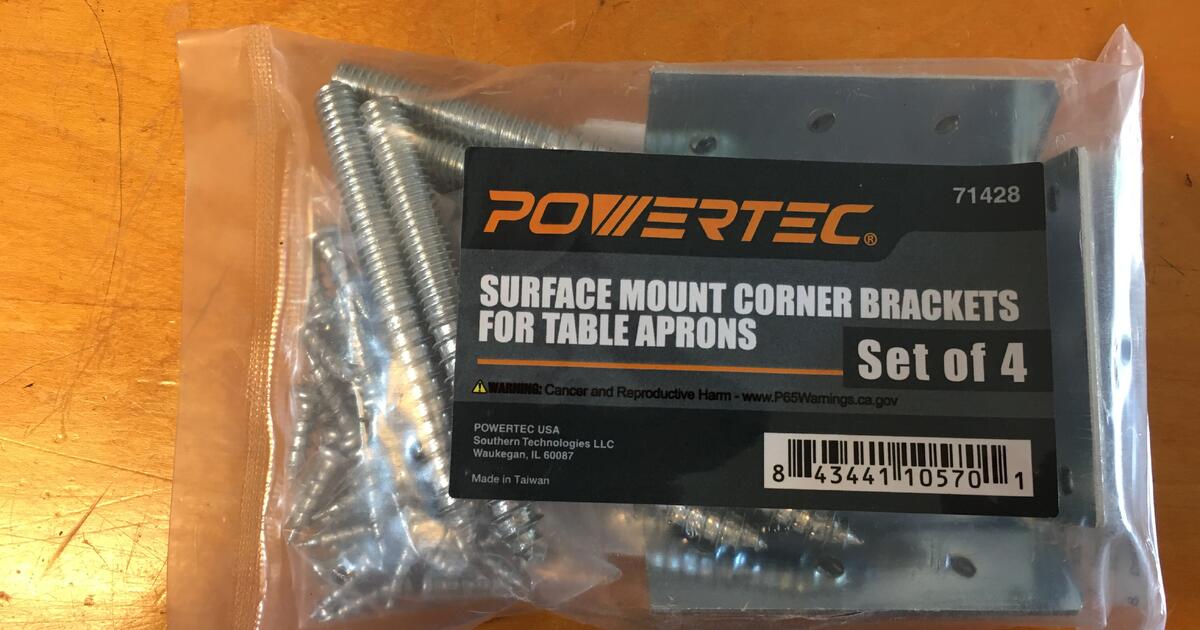 POWERTEC®
71428
SURFACE MOUNT CORNER BRACKETS
FOR TABLE APRONS
Set of 4
WARNING: Cancer and Reproductive Harm - www.P65Warnings.ca.gov
POWERTEC USA
Southern Technologies LLC
Waukegan, IL 60087
Made in Taiwan
8 43441 10570 1